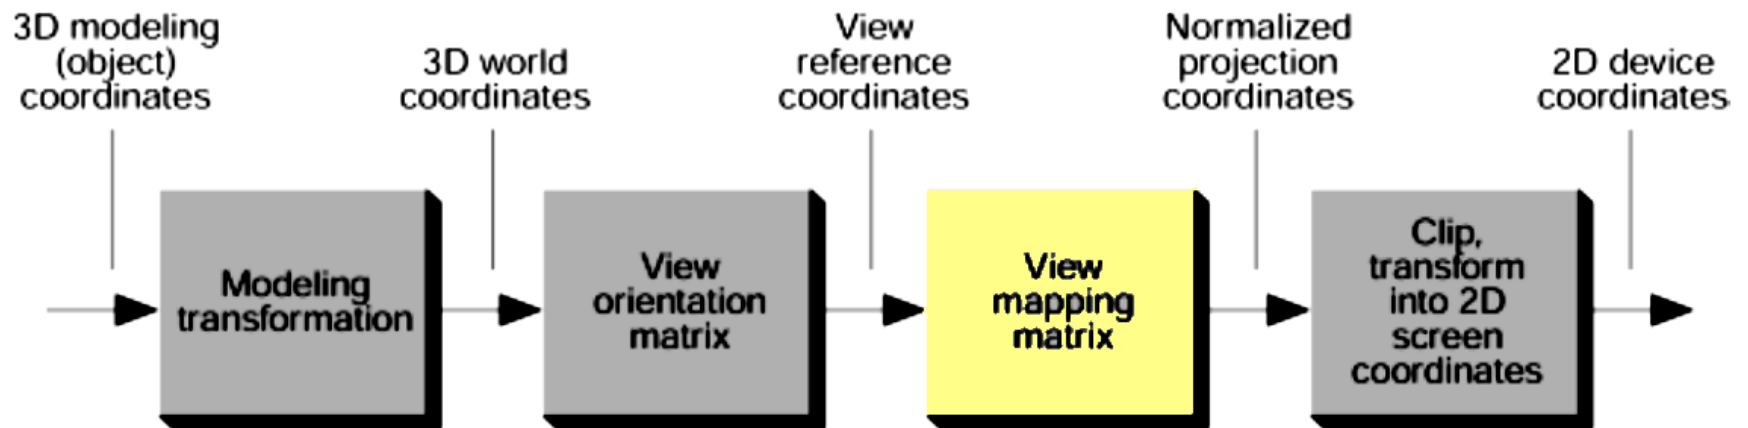 3D modeling
(object)
coordinates
3D world
coordinates
View
reference
coordinates
Normalized
projection
coordinates
2D device
coordinates
Modeling
transformation
View
orientation
matrix
View
mapping
matrix
Clip,
transform
into 2D
screen
coordinates